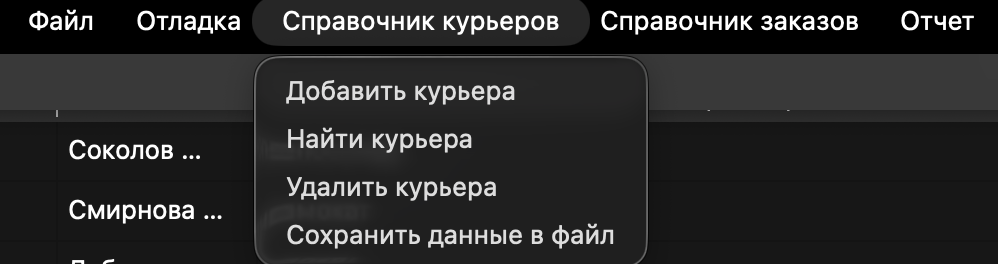 Файл Отладка Справочник курьеров Справочник заказов Отчет
Добавить курьера
Найти курьера
Удалить курьера
Сохранить данные в файл
Соколов ...
Смирнова ...